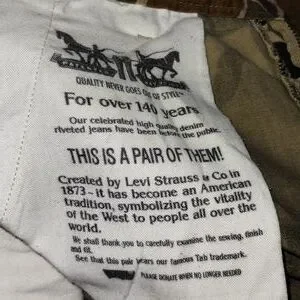 QUALITY NEVER GOES OUT OF STYLE
For over 140 years
Our celebrated high quality denim
riveted jeans have been before the public.
THIS IS A PAIR OF THEM!
Created by Levi Strauss & Co in
1873~it has become an American
tradition, symbolizing the vitality
of the West to people all over the
world.
We shall thank you to carefully examine the sewing, finish
and fit.
See that this pair bears our famous Tab trademark.
PLEASE DONATE WHEN NO LONGER NEEDED